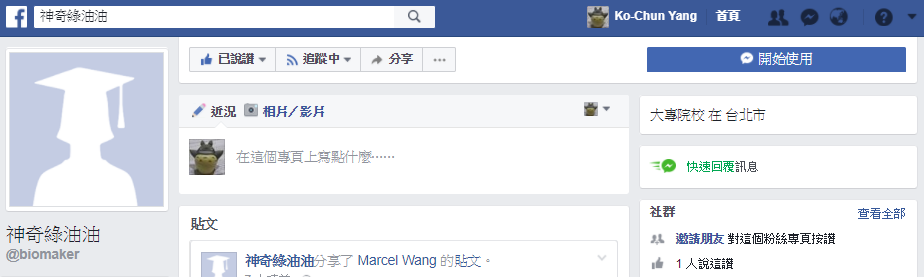 f 神奇綠油油
Ko-Chun Yang 首頁
已說讚 追蹤中 分享 ...
開始使用
近況 相片/影片
在這個專頁上寫點什麼……
神奇綠油油
@biomaker
貼文
神奇綠油油分享了 Marcel Wang 的貼文。
大專院校 在 台北市
快速回覆訊息
社群 查看全部
邀請朋友 對這個粉絲專頁按讚
1 人說這讚